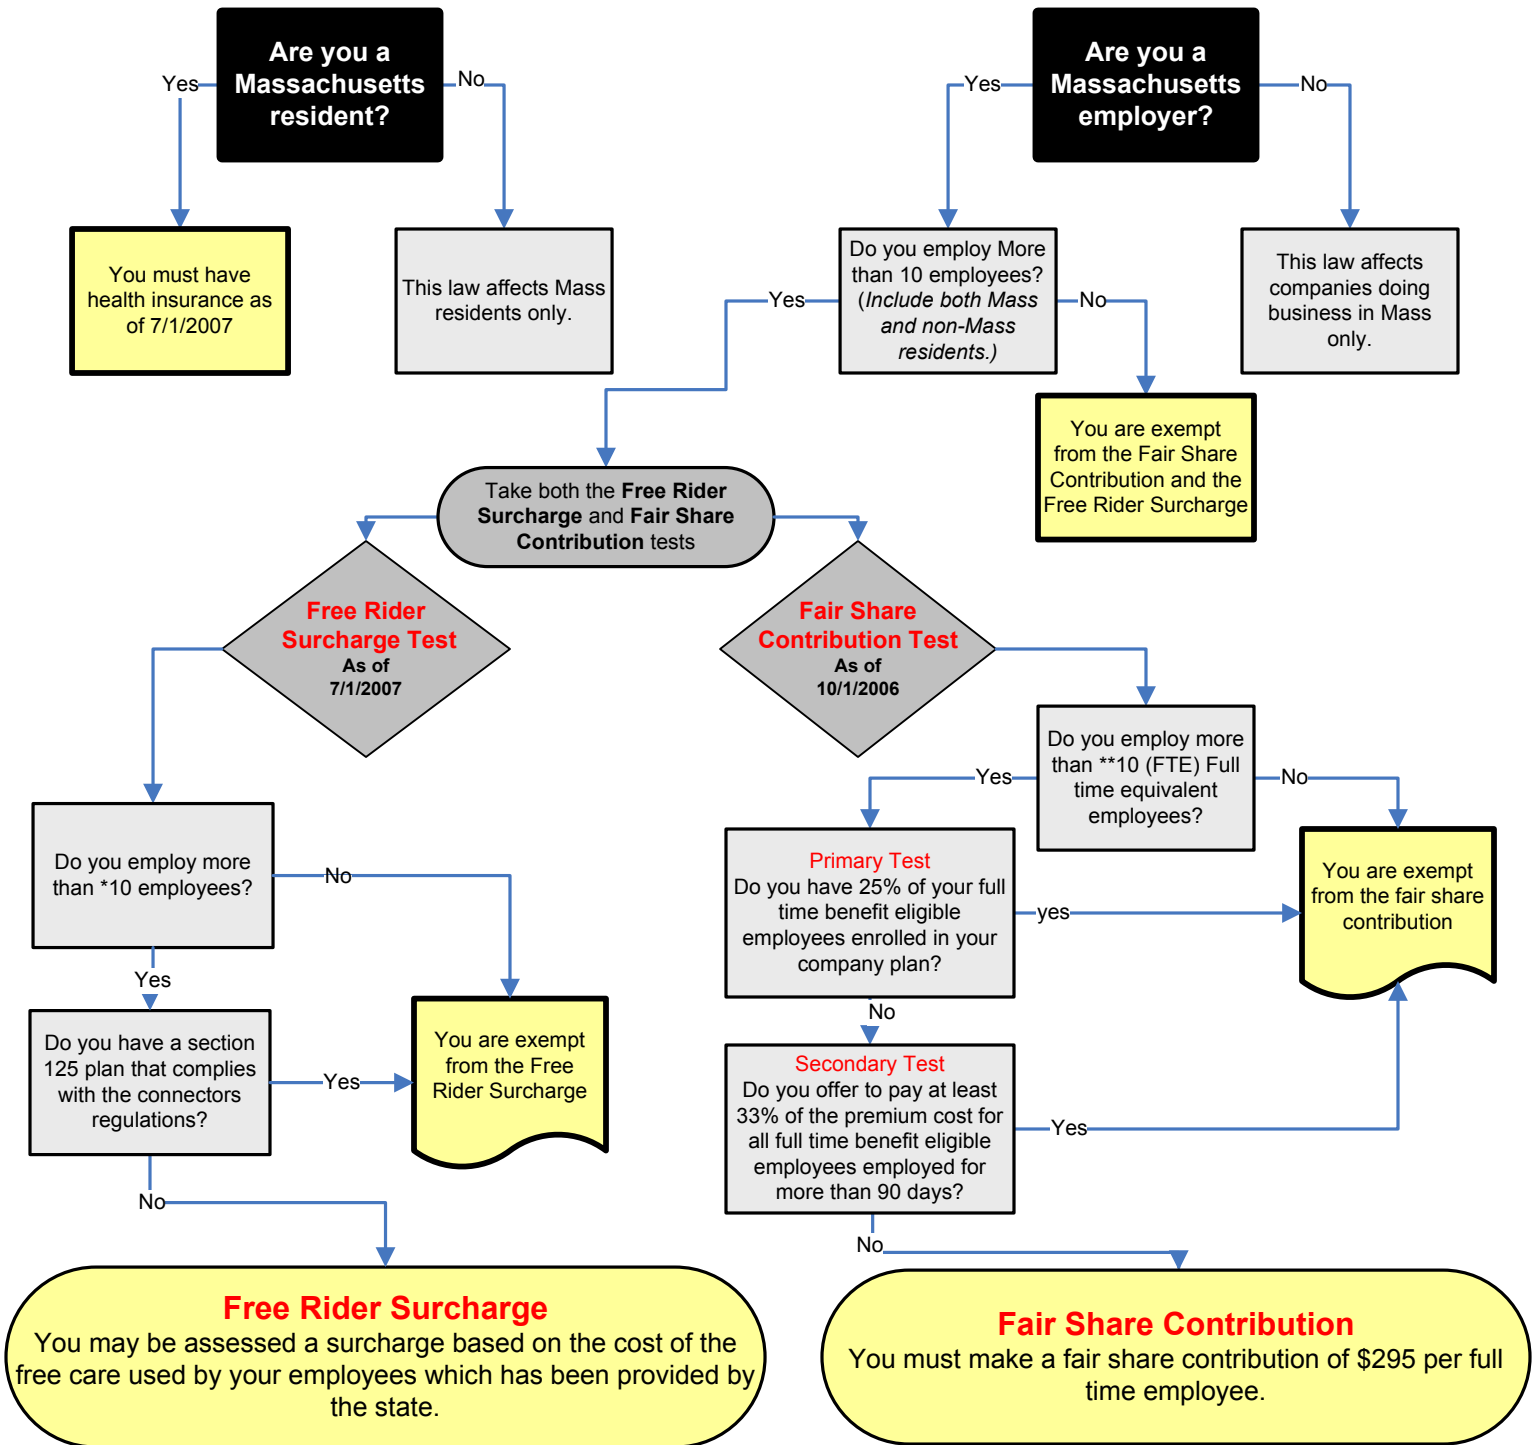 Are you a
Massachusetts
resident?
Yes
No
Are you a
Massachusetts
employer?
Yes
No
You must have
health insurance as
of 7/1/2007
This law affects Mass
residents only.
Do you employ More
than 10 employees?
(Include both Mass
and non-Mass
residents.)
Yes
No
This law affects
companies doing
business in Mass
only.
You are exempt
from the Fair Share
Contribution and the
Free Rider Surcharge
Take both the Free Rider
Surcharge and Fair Share
Contribution tests
Free Rider
Surcharge Test
As of
7/1/2007
Fair Share
Contribution Test
As of
10/1/2006
Do you employ more
than **10 (FTE) Full
time equivalent
employees?
Yes
No
Do you employ more
than *10 employees?
No
Yes
Primary Test
Do you have 25% of your full
time benefit eligible
employees enrolled in your
company plan?
yes
No
You are exempt
from the fair share
contribution
Do you have a section
125 plan that complies
with the connectors
regulations?
Yes
No
You are exempt
from the Free
Rider Surcharge
Secondary Test
Do you offer to pay at least
33% of the premium cost for
all full time benefit eligible
employees employed for
more than 90 days?
Yes
No
Free Rider Surcharge
You may be assessed a surcharge based on the cost of the
free care used by your employees which has been provided by
the state.
Fair Share Contribution
You must make a fair share contribution of $295 per full
time employee.